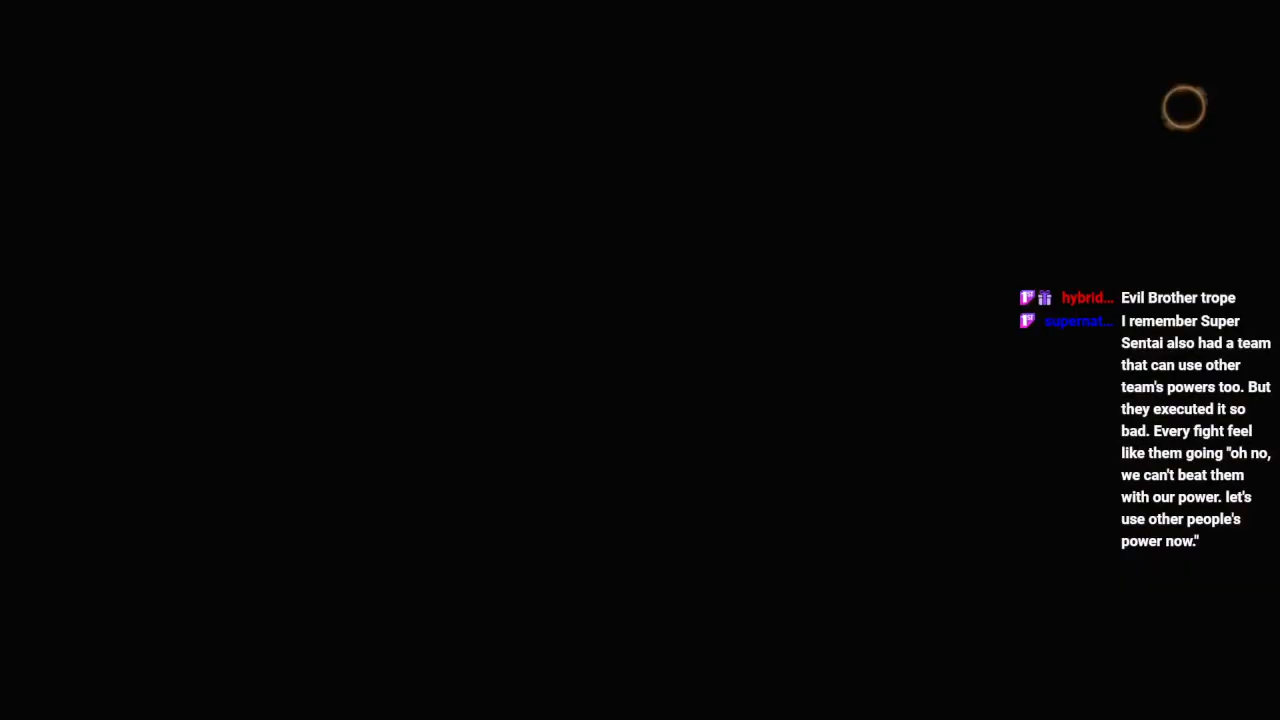 hybrid... Evil Brother trope
supernat... I remember Super
Sentai also had a team
that can use other
team's powers too. But
they executed it so
bad. Every fight feel
like them going "oh no,
we can't beat them
with our power. let's
use other people's
power now."